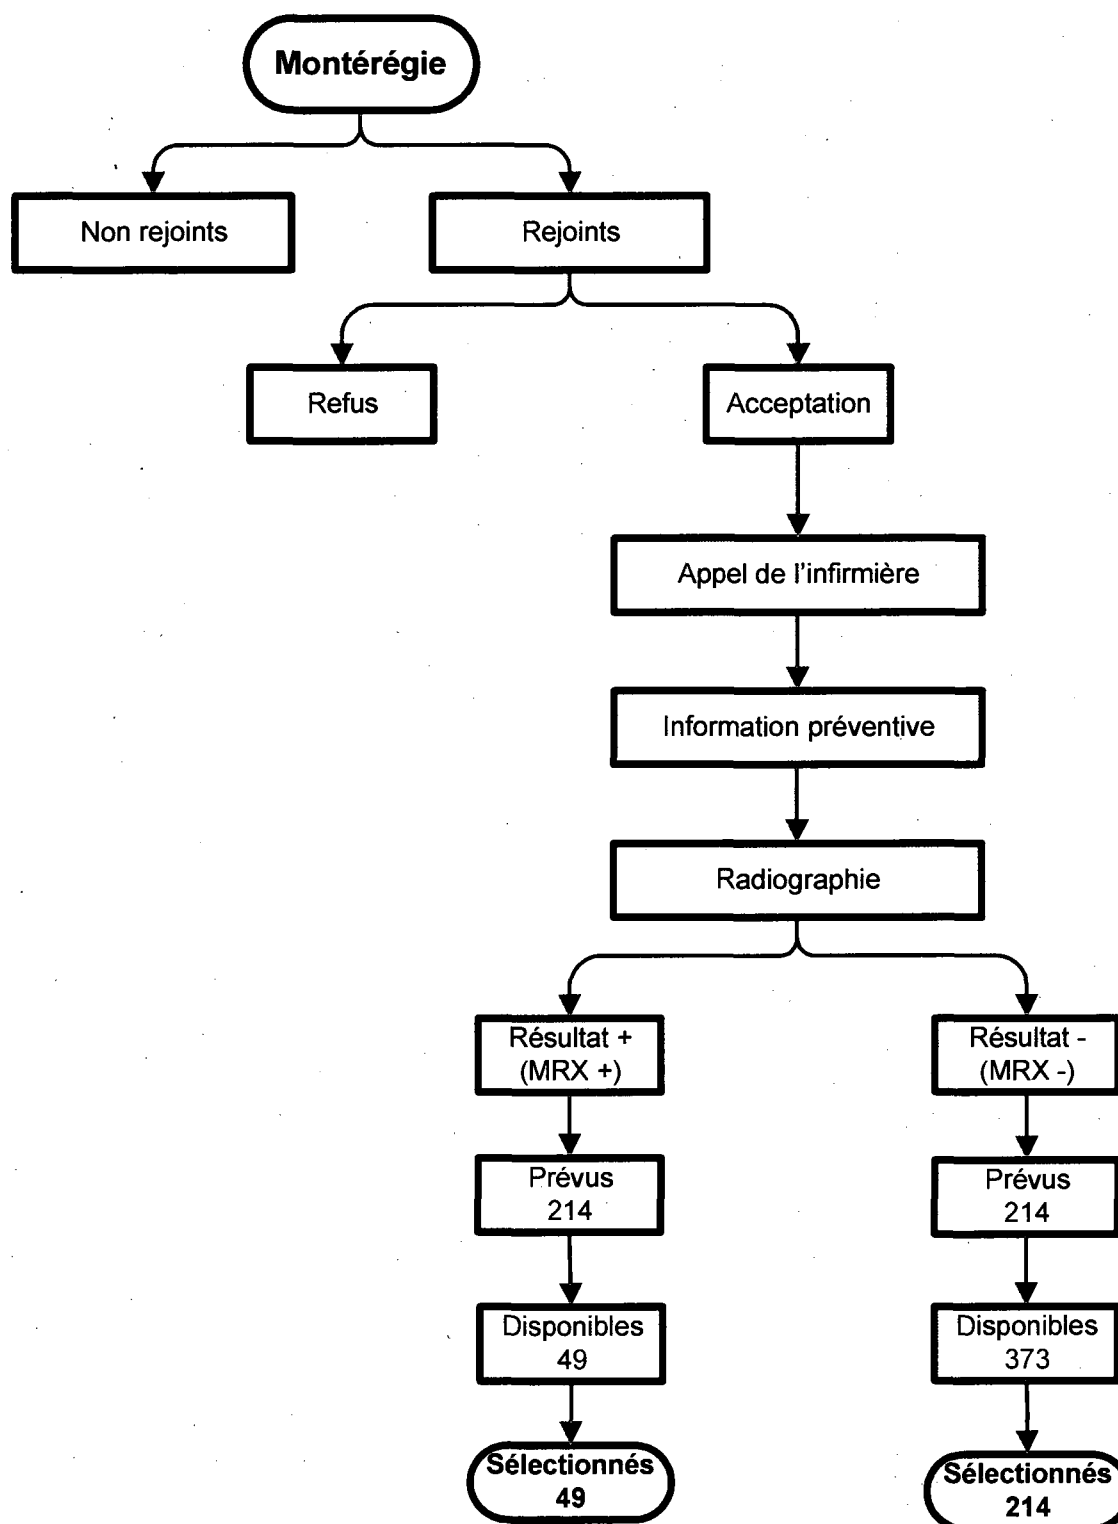 Montérégie
Non rejoints
Rejoints
Refus
Acceptation
Appel de l'infirmière
Information préventive
Radiographie
Résultat +
(MRX +)
Résultat -
(MRX -)
Prévus
214
Prévus
214
Disponibles
49
Disponibles
373
Sélectionnés
49
Sélectionnés
214